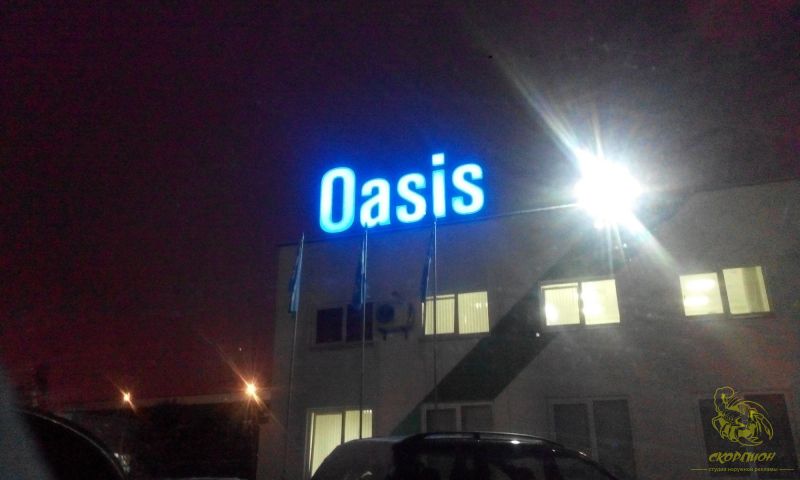 Oasis
СКОРПИОН
студия наружной рекламы